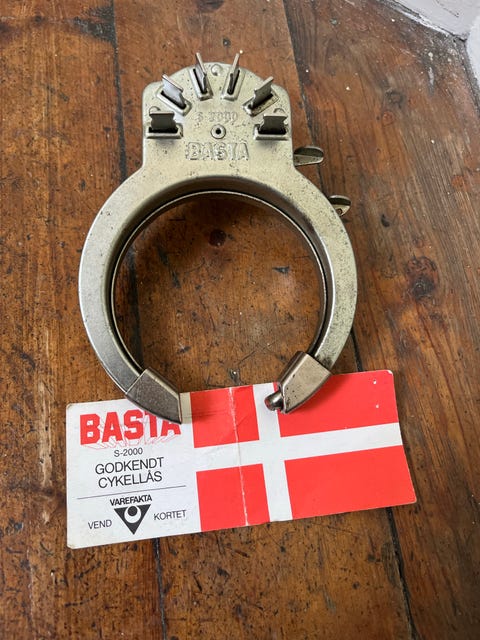 S-2000
BASTA
BASTA
S-2000
GODKENDT
CYKELLÅS
VAREFAKTA
VEND KORTET